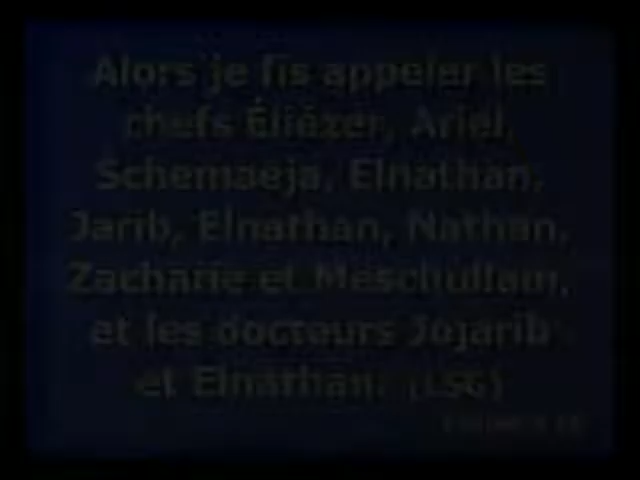 Alors je fis appeler les
chefs Éliézer, Ariel,
Schemaeja, Elnathan,
Jarib, Elnathan, Nathan,
Zacharie et Meschullam,
et les docteurs Jojarib
et Elnathan. (LSG)